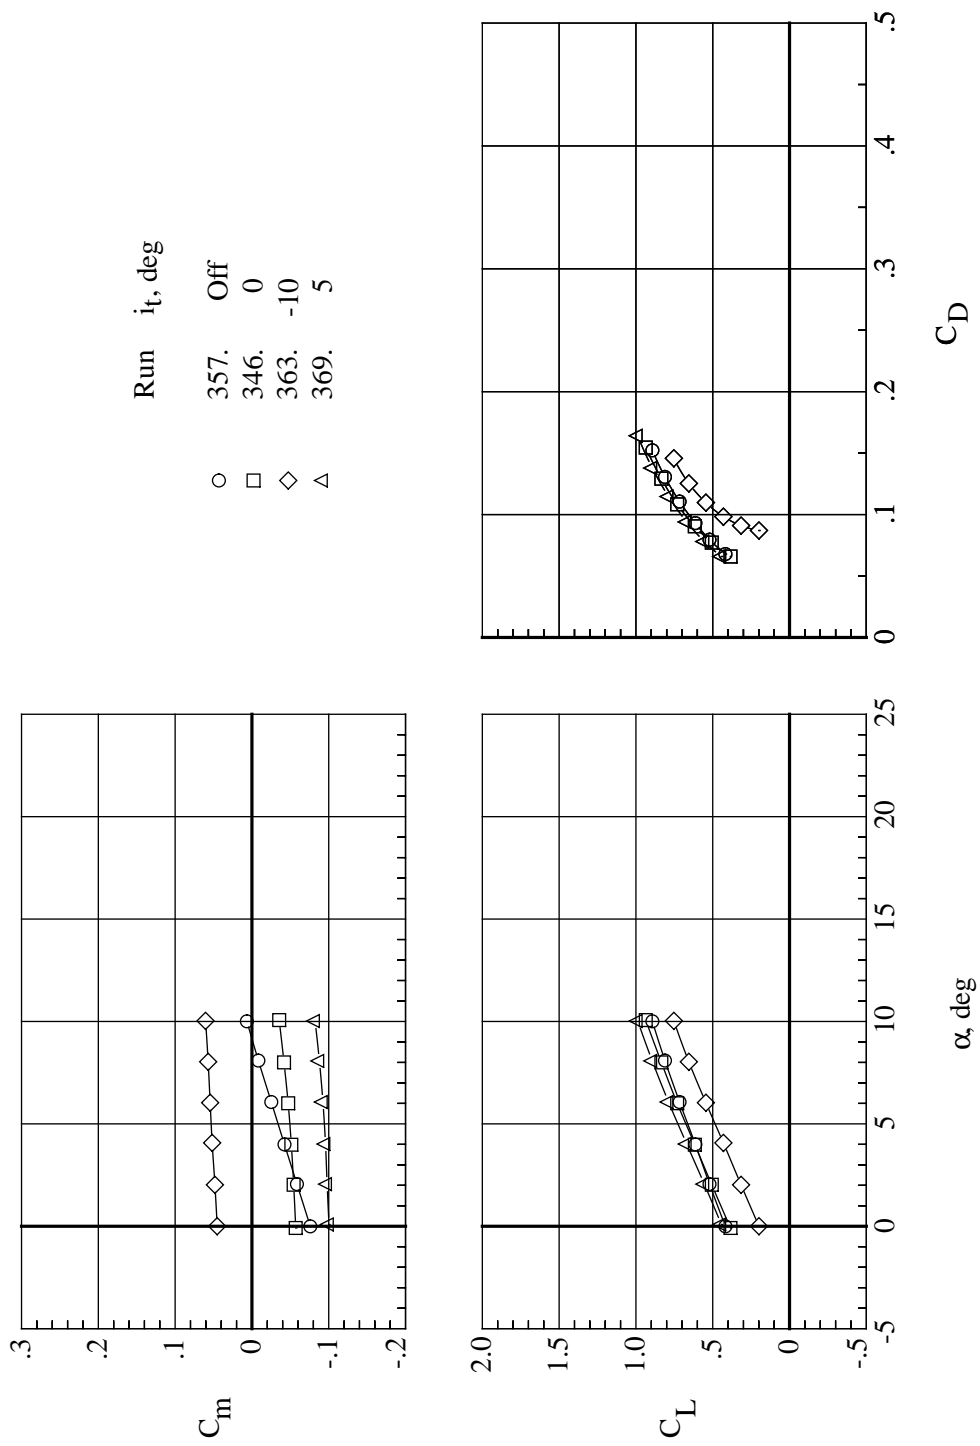 Run i_t, deg
357. Off
346. 0
363. -10
369. 5
.3
.2
.1
0
-.1
-.2
C_m
2.0
1.5
1.0
.5
0
-.5
C_L
-5 0 5 10 15 20 25
α, deg
0 .1 .2 .3 .4 .5
C_D